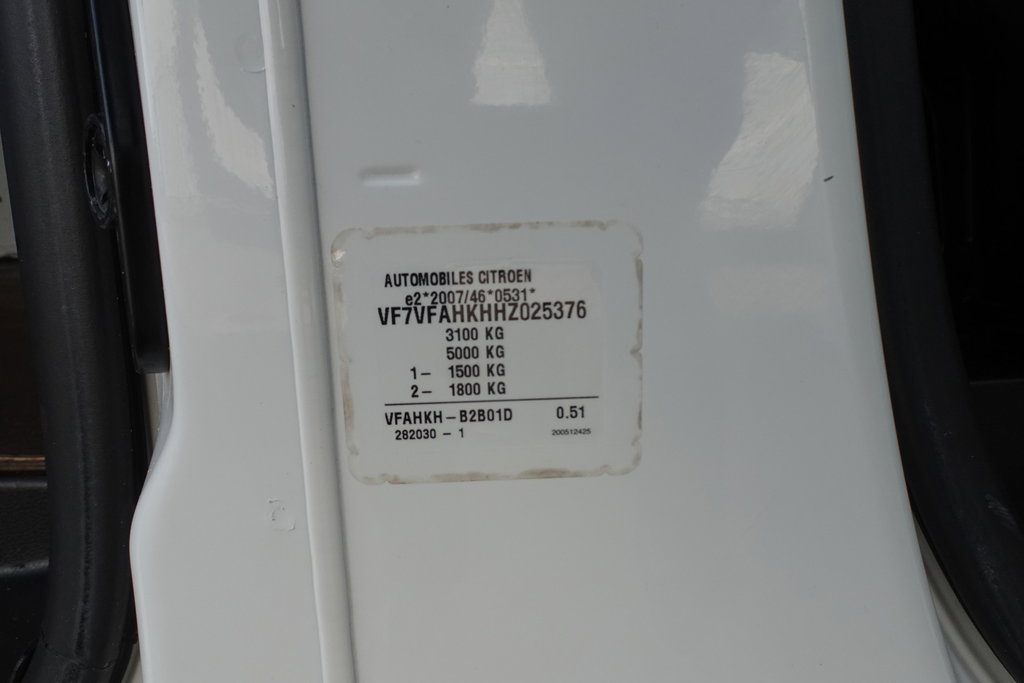 AUTOMOBILES CITROEN
e2*2007/46*0531*
VF7VFAHKHHZ025376
3100 KG
5000 KG
1- 1500 KG
2- 1800 KG
VFAHKH-B2B01D 0.51
282030-1 200512425